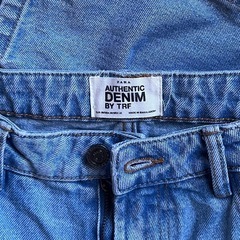 ZARA
AUTHENTIC
DENIM
BY TRF